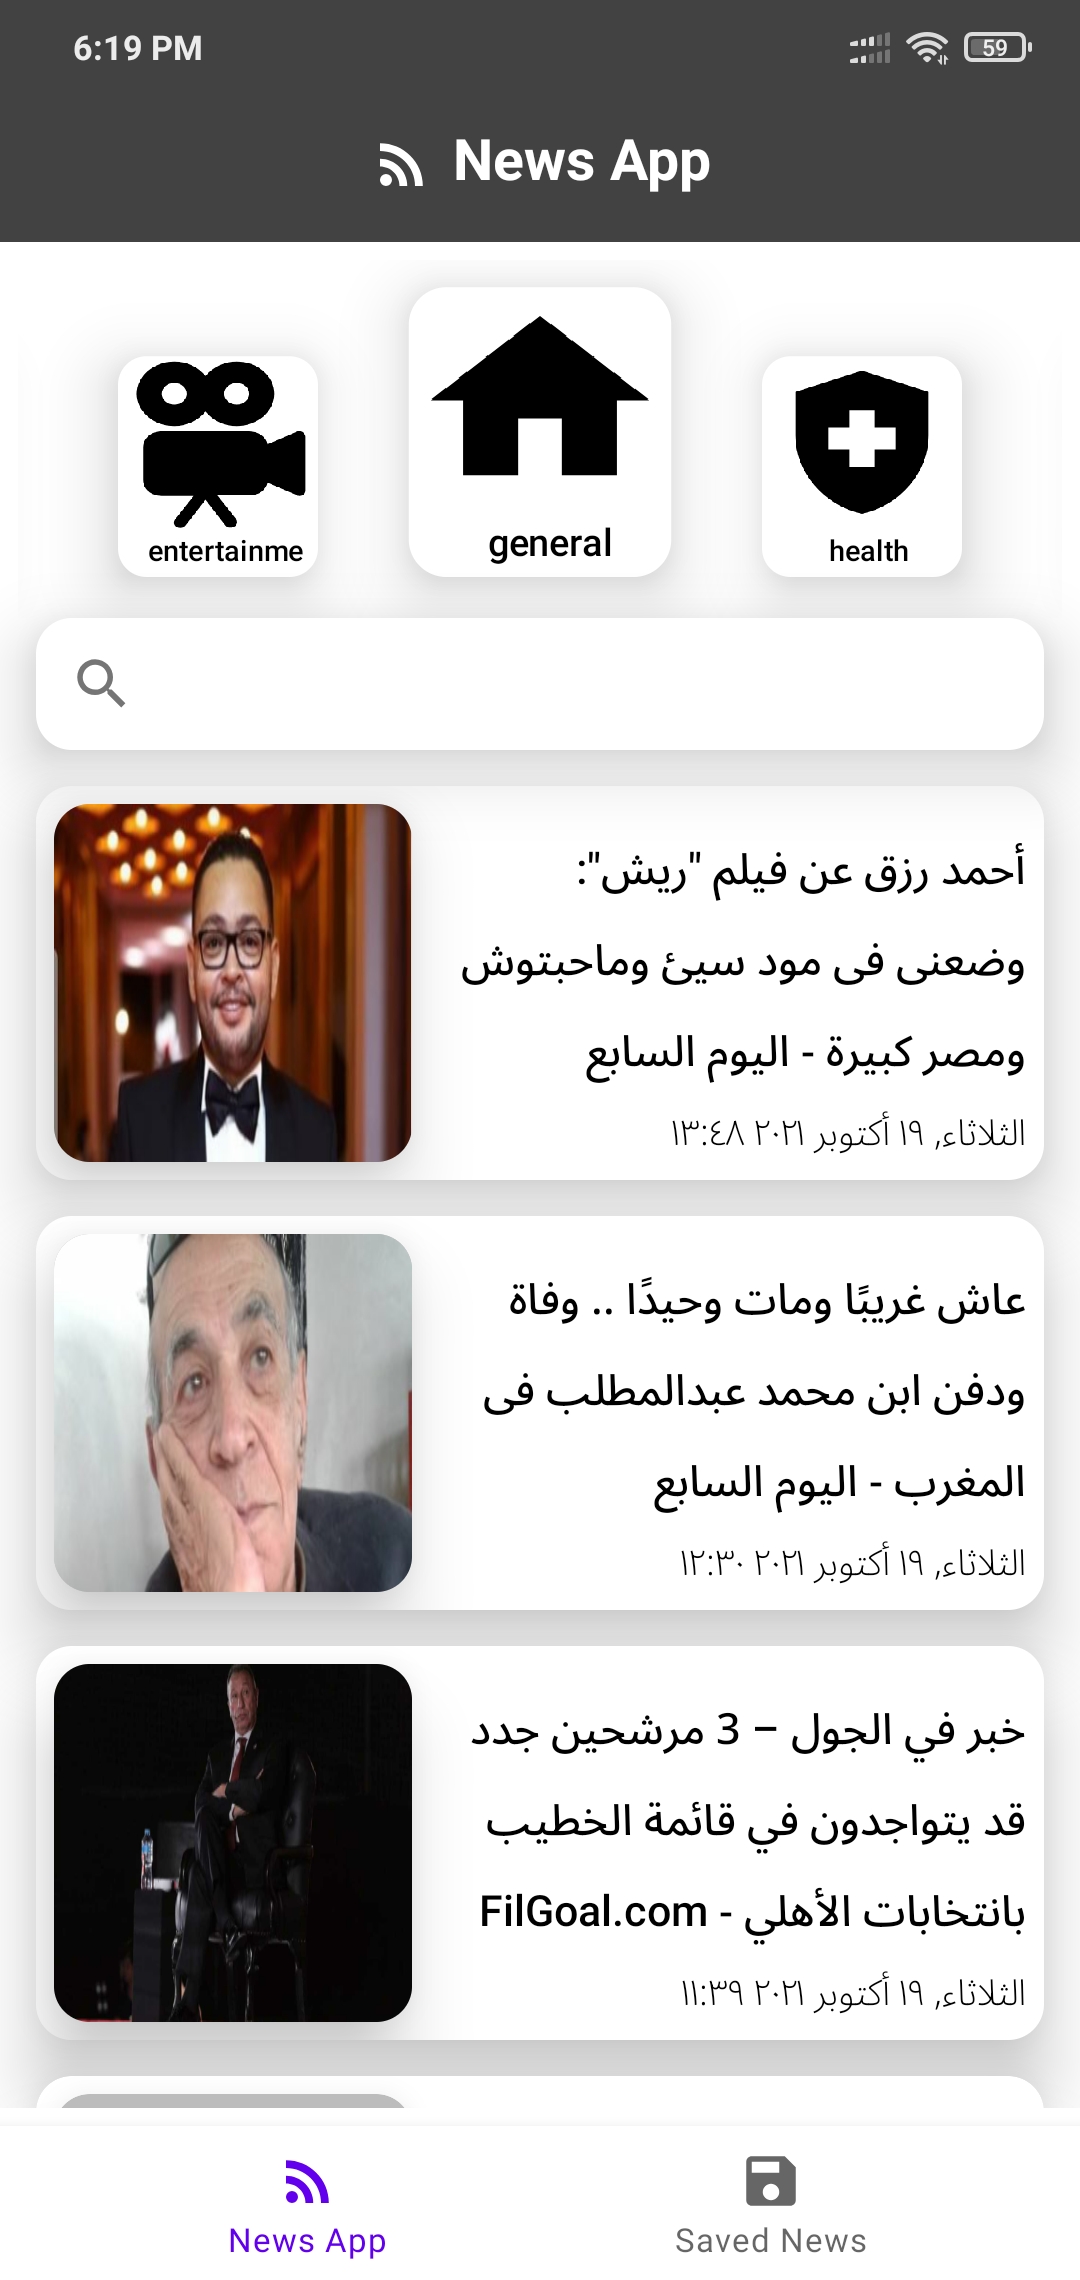 6:19 PM
59
News App
entertainme
general
health
أحمد رزق عن فيلم "ريش":
وضعنى فى مود سيئ وماحبتوش
ومصر كبيرة - اليوم السابع
الثلاثاء, ١٩ أكتوبر ٢٠٢١ ١٣:٤٨
عاش غريبًا ومات وحيدًا .. وفاة
ودفن ابن محمد عبدالمطلب فى
المغرب - اليوم السابع
الثلاثاء, ١٩ أكتوبر ٢٠٢١ ١٢:٣٠
خبر في الجول – 3 مرشحين جدد
قد يتواجدون في قائمة الخطيب
بانتخابات الأهلي - FilGoal.com
الثلاثاء, ١٩ أكتوبر ٢٠٢١ ١١:٣٩
News App
Saved News